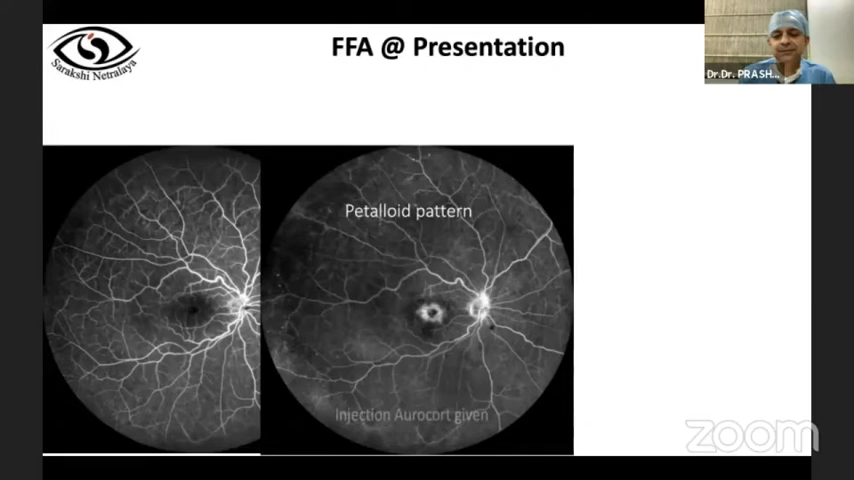 FFA @ Presentation
Sarakshi Netralaya
Dr.Dr. PRASH...
Petalloid pattern
Injection Aurocort given
zoom